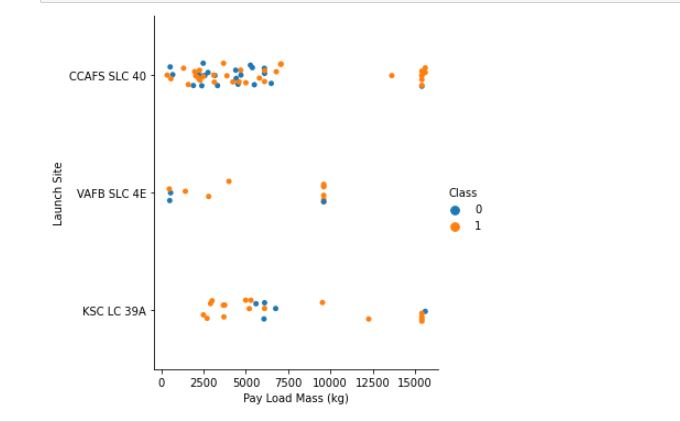 CCAFS SLC 40
VAFB SLC 4E
KSC LC 39A
Launch Site
0 2500 5000 7500 10000 12500 15000
Pay Load Mass (kg)
Class
0
1